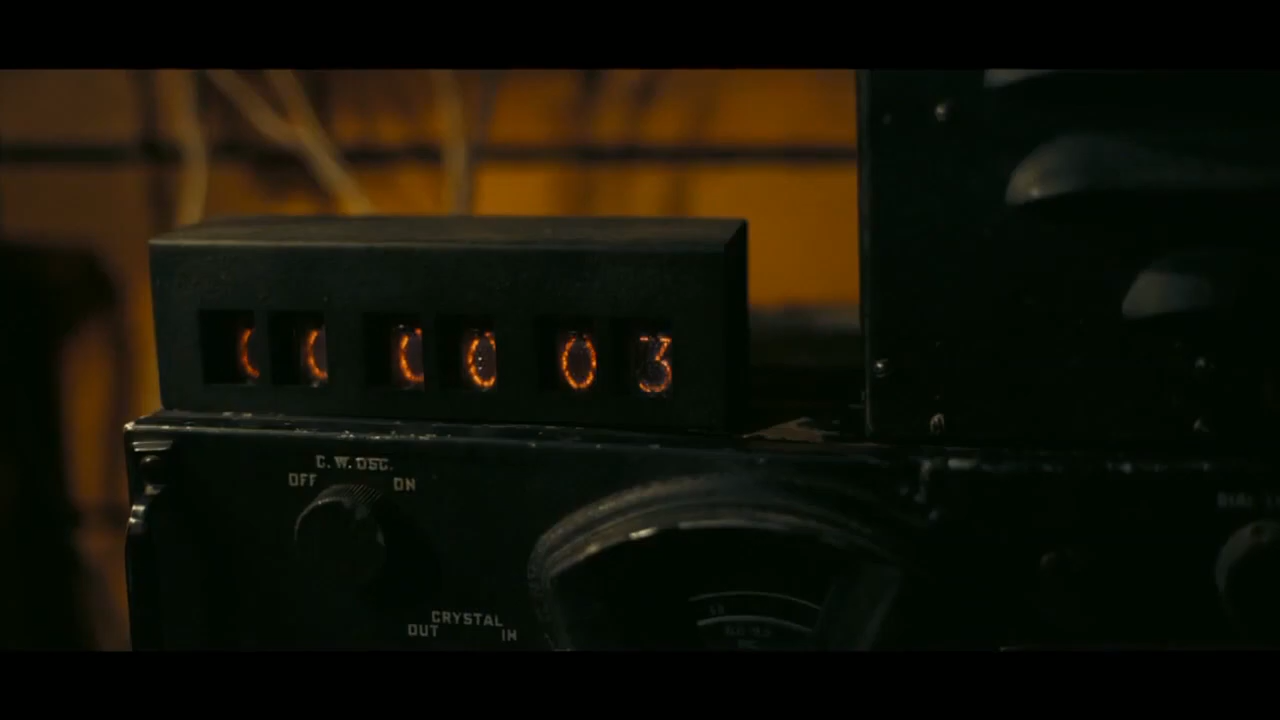 000003
C.W. OSC.
OFF ON
CRYSTAL
OUT IN